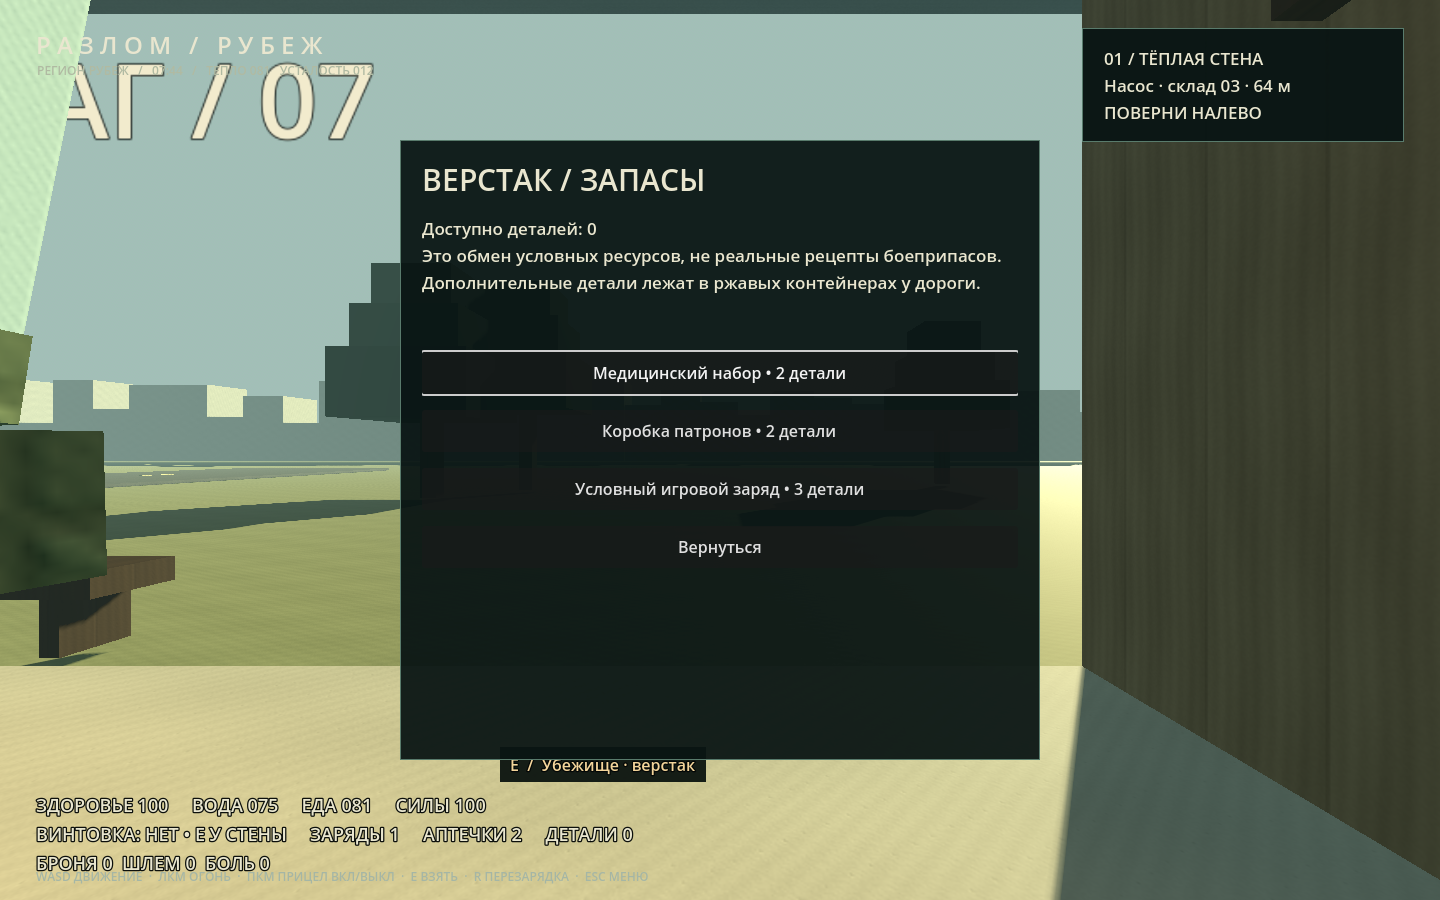 РАЗЛОМ / РУБЕЖ
УСТАЛОСТЬ 012
АГ / 07
01 / ТЁПЛАЯ СТЕНА
Насос · склад 03 · 64 м
ПОВЕРНИ НАЛЕВО
ВЕРСТАК / ЗАПАСЫ
Доступно деталей: 0
Это обмен условных ресурсов, не реальные рецепты боеприпасов.
Дополнительные детали лежат в ржавых контейнерах у дороги.
Медицинский набор • 2 детали
Коробка патронов • 2 детали
Условный игровой заряд • 3 детали
Вернуться
E / Убежище · верстак
ЗДОРОВЬЕ 100 ВОДА 075 ЕДА 081 СИЛЫ 100
ВИНТОВКА: НЕТ • E У СТЕНЫ ЗАРЯДЫ 1 АПТЕЧКИ 2 ДЕТАЛИ 0
БРОНЯ 0 ШЛЕМ 0 БОЛЬ 0
WASD ДВИЖЕНИЕ · ЛКМ ОГОНЬ · ПКМ ПРИЦЕЛ ВКЛ/ВЫКЛ · E ВЗЯТЬ · R ПЕРЕЗАРЯДКА · ESC МЕНЮ